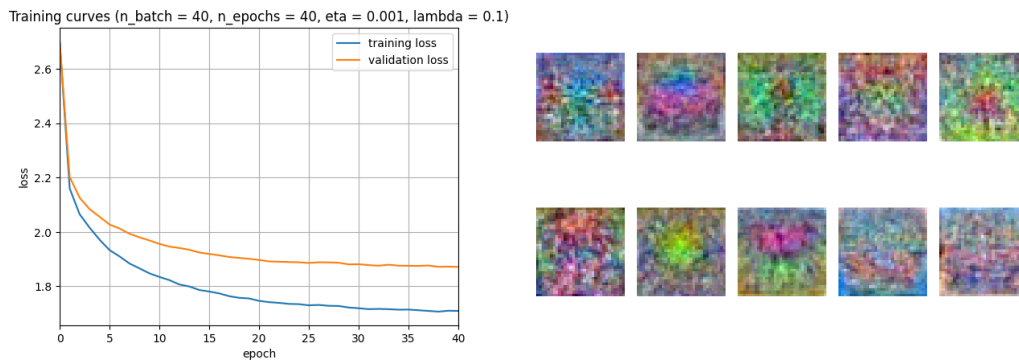 Training curves (n_batch = 40, n_epochs = 40, eta = 0.001, lambda = 0.1)
training loss
validation loss
2.6
2.4
2.2
2.0
1.8
loss
0 5 10 15 20 25 30 35 40
epoch